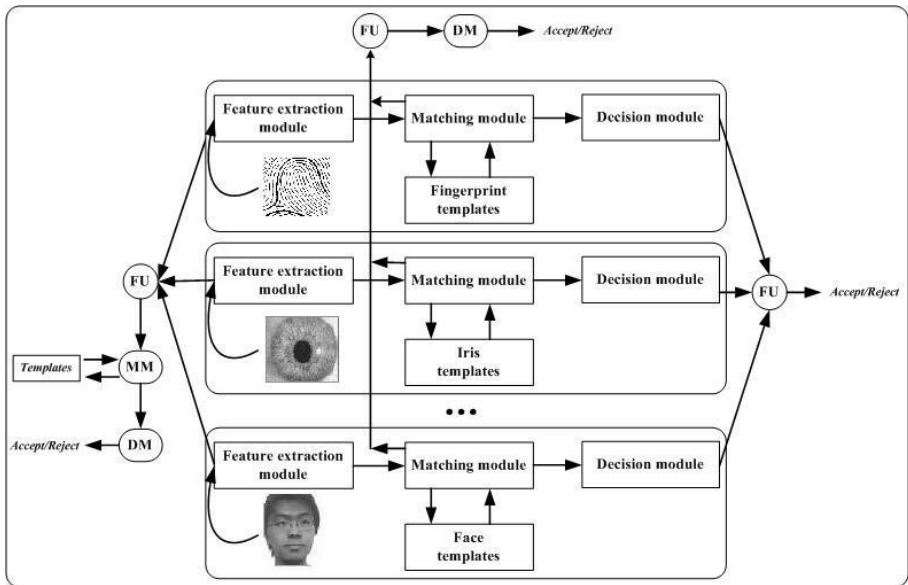 FU
DM
Accept/Reject
Feature extraction
module
Matching module
Decision module
Fingerprint
templates
Feature extraction
module
Matching module
Decision module
Iris
templates
FU
FU
Accept/Reject
Templates
MM
•••
Accept/Reject
DM
Feature extraction
module
Matching module
Decision module
Face
templates